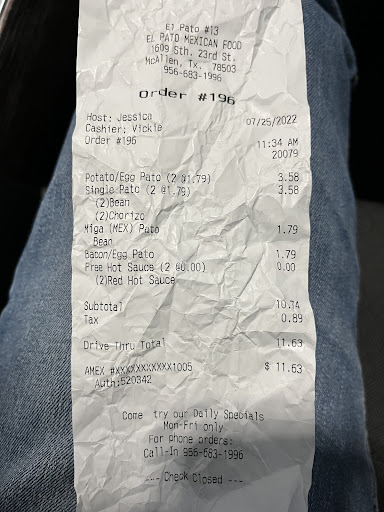 El Pato #13
EL PATO MEXICAN FOOD
1609 Sth. 23rd St.
McAllen, Tx. 78503
956-683-1996
Order #196
Host: Jessica 07/25/2022
Cashier: Vickie
Order #196 11:34 AM
20079
Potato/Egg Pato (2 @1.79) 3.58
Single Pato (2 @1.79) 3.58
(2)Bean
(2)Chorizo
Miga (MEX) Pato 1.79
Bean
Bacon/Egg Pato 1.79
Free Hot Sauce (2 @0.00) 0.00
(2)Red Hot Sauce
Subtotal 10.74
Tax 0.89
Drive Thru Total 11.63
AMEX #XXXXXXXXXXX1005 $ 11.63
Auth:520342
Come try our Daily Specials
Mon-Fri only
For phone orders:
Call-In 956-683-1996
--- Check Closed ---